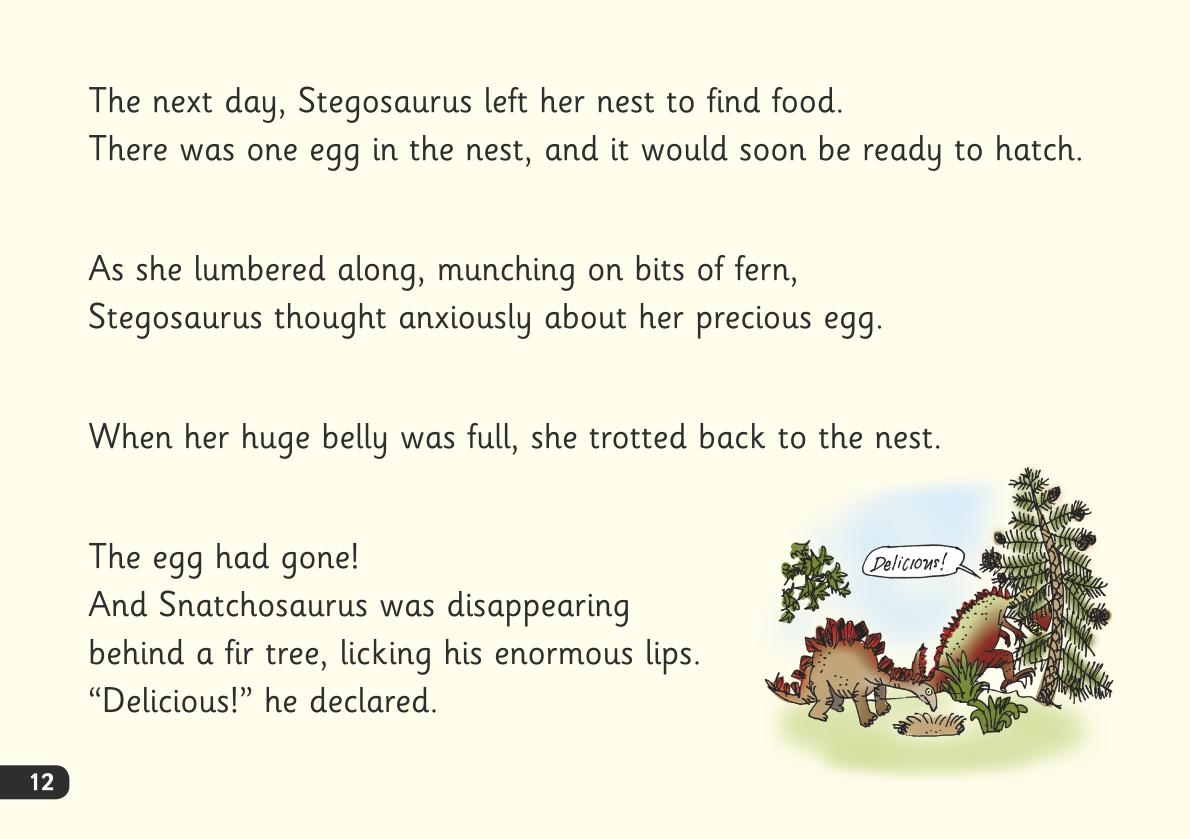 The next day, Stegosaurus left her nest to find food.
There was one egg in the nest, and it would soon be ready to hatch.
As she lumbered along, munching on bits of fern,
Stegosaurus thought anxiously about her precious egg.
When her huge belly was full, she trotted back to the nest.
The egg had gone!
And Snatchosaurus was disappearing
behind a fir tree, licking his enormous lips.
“Delicious!” he declared.
Delicious!
12